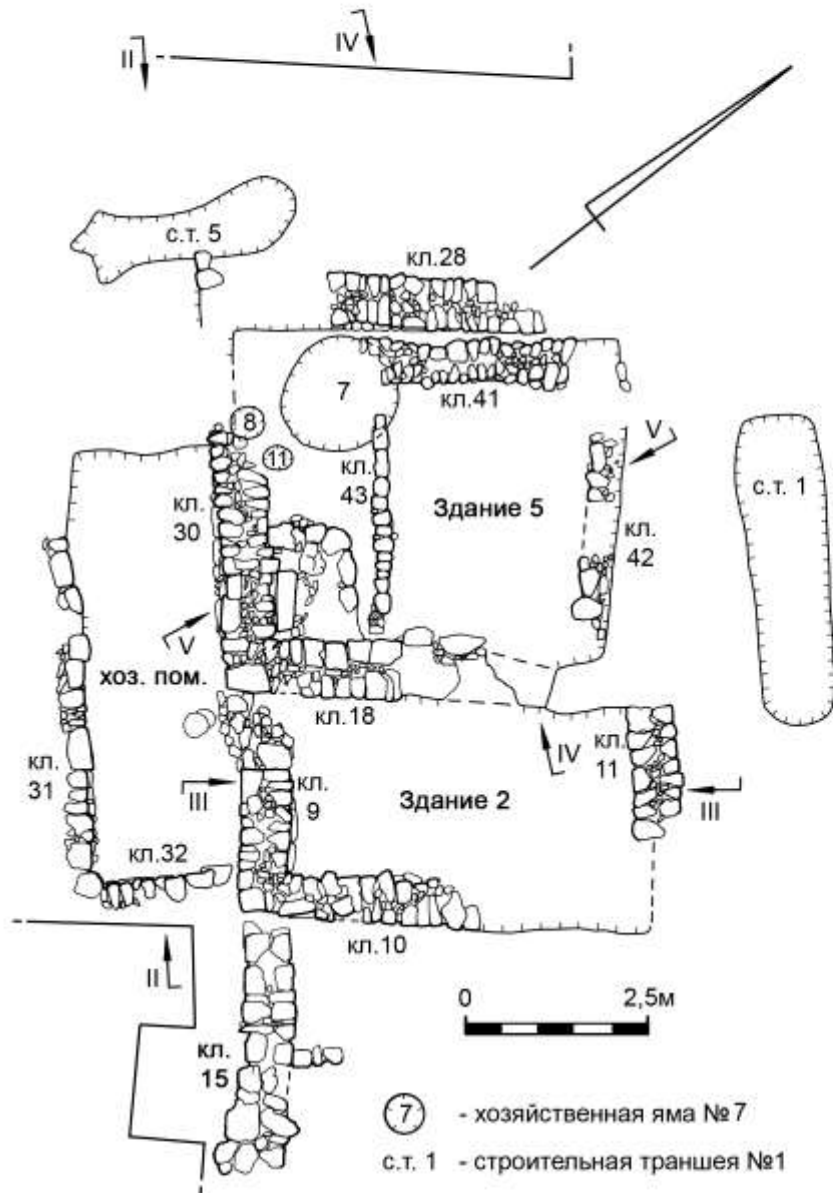 II
IV
с.т. 5
кл.28
7
кл.41
8
11
кл.
30
кл.
43
Здание 5
V
кл.
42
с.т. 1
V
хоз. пом.
кл.18
IV
кл.
11
III
кл.
9
Здание 2
III
кл.
31
кл.32
кл.10
II
0 2,5м
кл.
15
7 - хозяйственная яма №7
с.т. 1 - строительная траншея №1